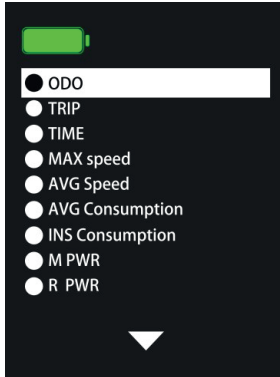 ODO
TRIP
TIME
MAX speed
AVG Speed
AVG Consumption
INS Consumption
M PWR
R PWR